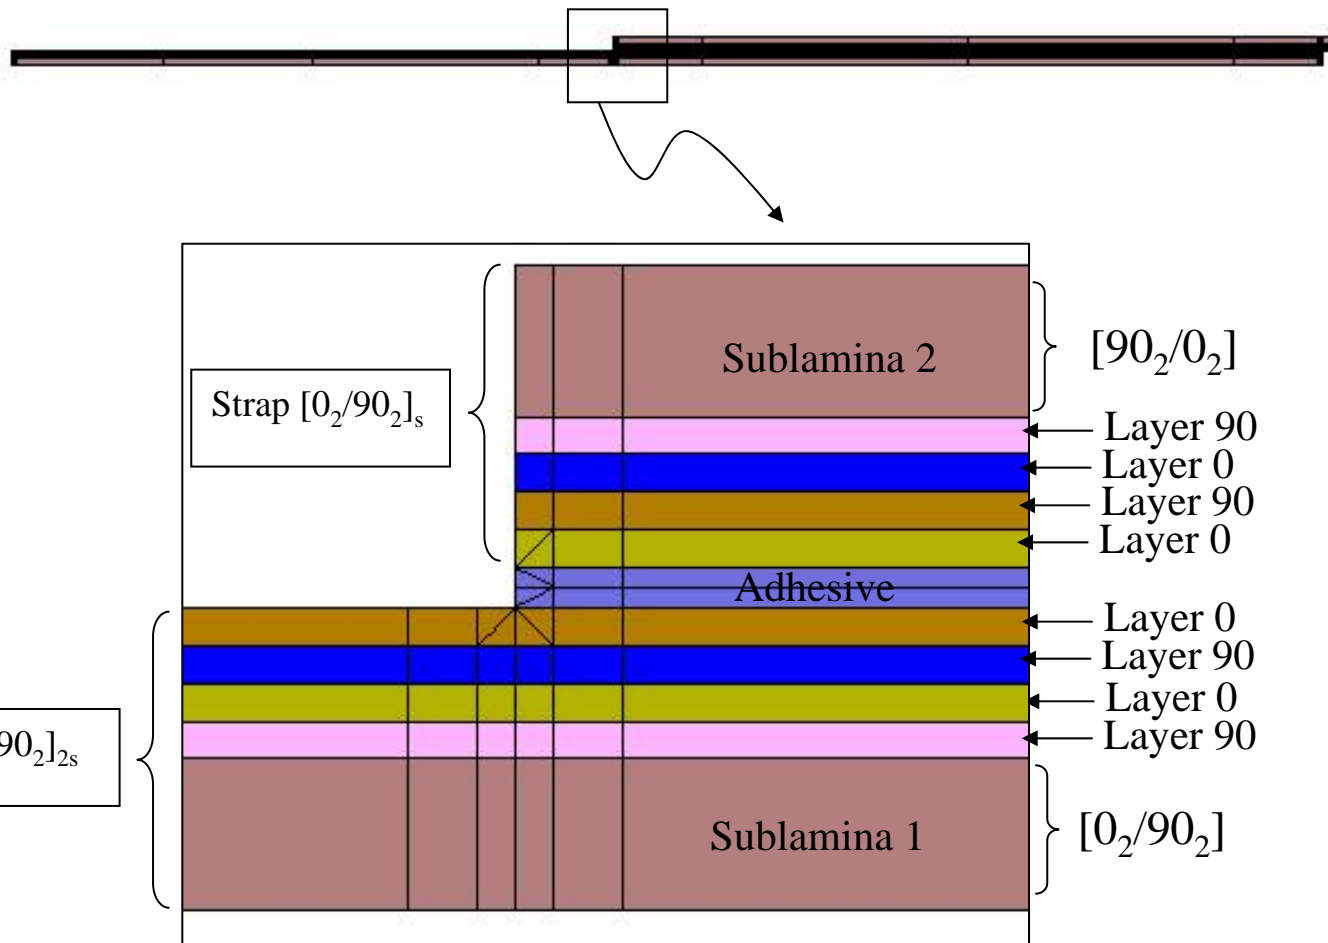 Sublamina 2
[90₂/0₂]
Strap [0₂/90₂]ₛ
Layer 90
Layer 0
Layer 90
Layer 0
Adhesive
Layer 0
Layer 90
Layer 0
Layer 90
90₂]₂ₛ
Sublamina 1
[0₂/90₂]